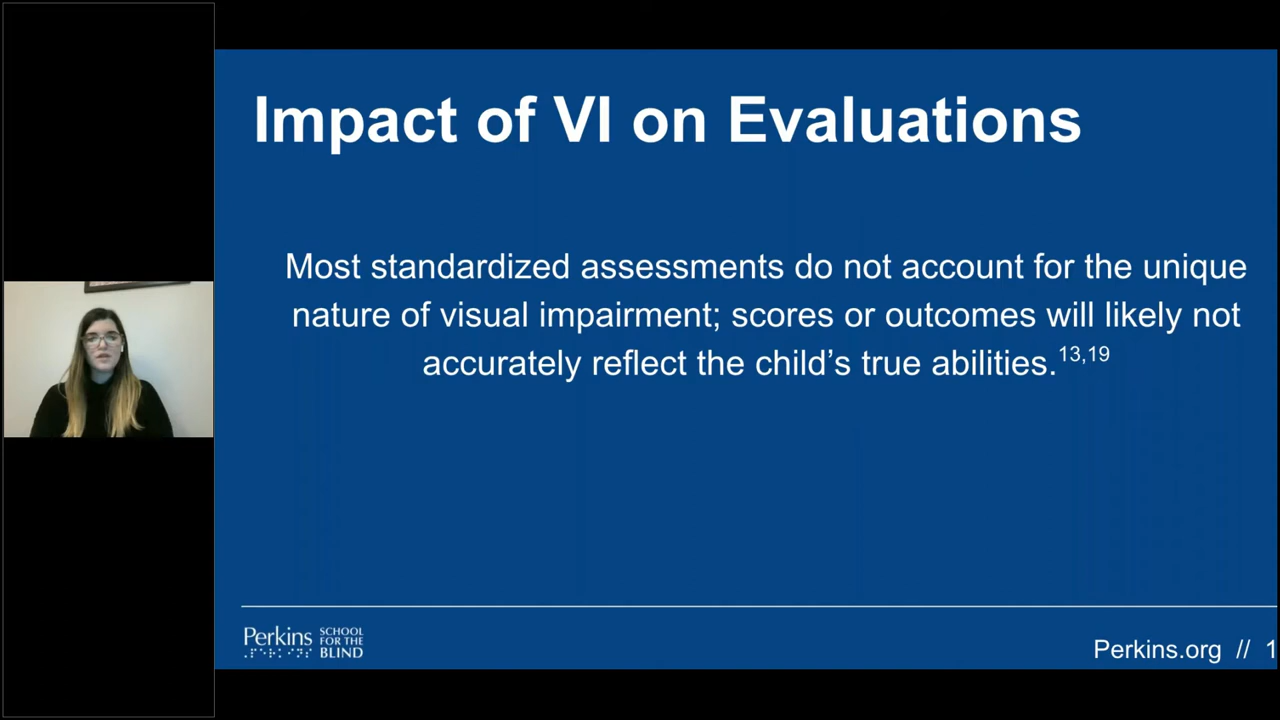 Impact of VI on Evaluations
Most standardized assessments do not account for the unique
nature of visual impairment; scores or outcomes will likely not
accurately reflect the child’s true abilities.13,19
Perkins SCHOOL
FOR THE
BLIND
⠏⠑⠗⠅⠊⠝⠎
Perkins.org // 1